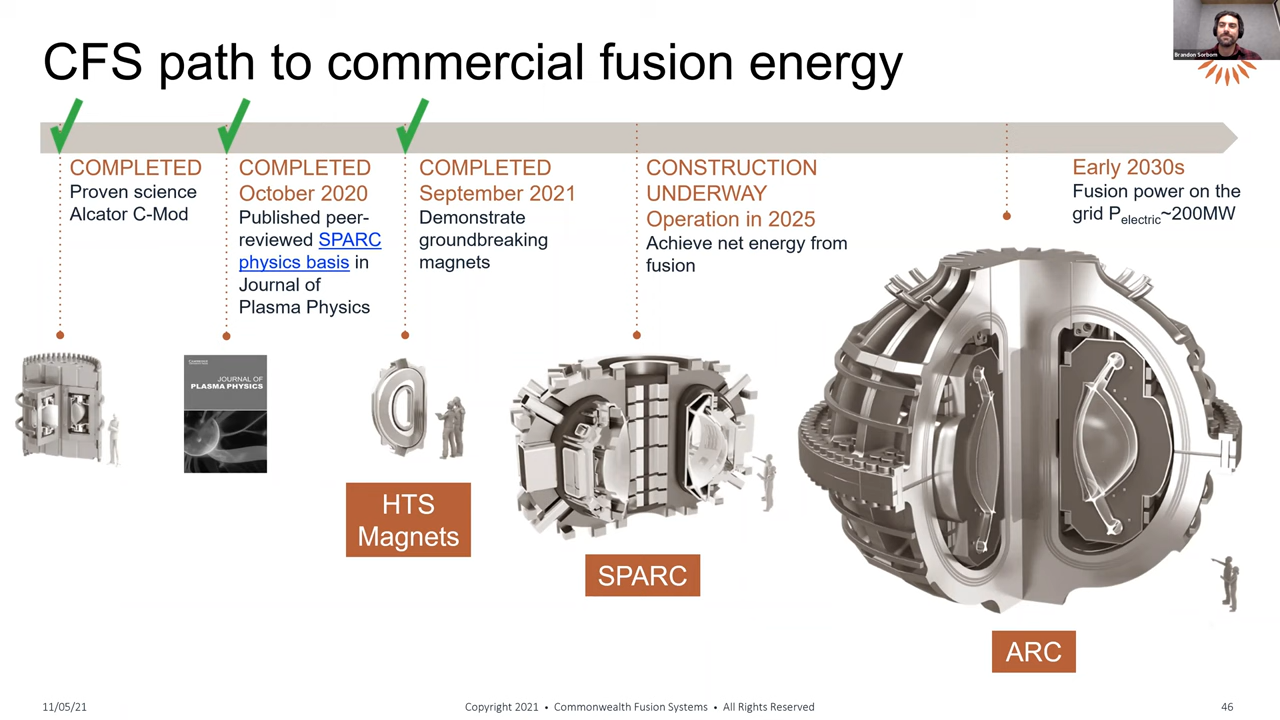 CFS path to commercial fusion energy
Brandon Sorbom
COMPLETED
Proven science
Alcator C-Mod
COMPLETED
October 2020
Published peer-
reviewed SPARC
physics basis in
Journal of
Plasma Physics
COMPLETED
September 2021
Demonstrate
groundbreaking
magnets
CONSTRUCTION
UNDERWAY
Operation in 2025
Achieve net energy from
fusion
Early 2030s
Fusion power on the
grid Pelectric~200MW
JOURNAL OF
PLASMA PHYSICS
HTS
Magnets
SPARC
ARC
11/05/21
Copyright 2021 • Commonwealth Fusion Systems • All Rights Reserved
46